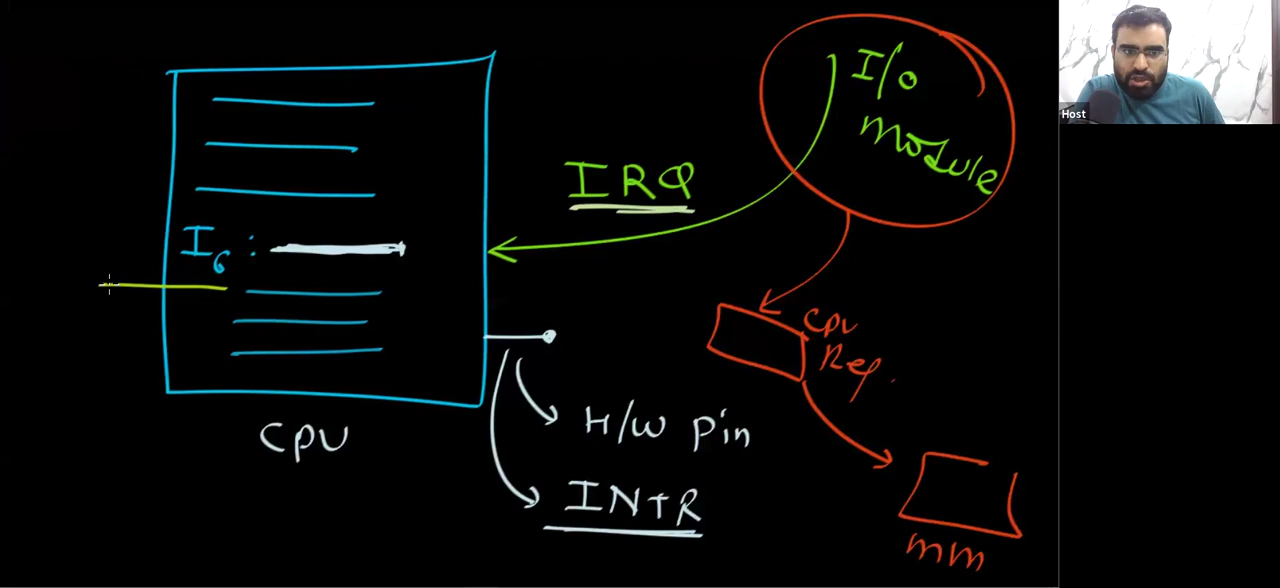 I/O
Module
IRQ
I6 :
CPU
Reg.
H/W Pin
CPU
INTR
mm
Host